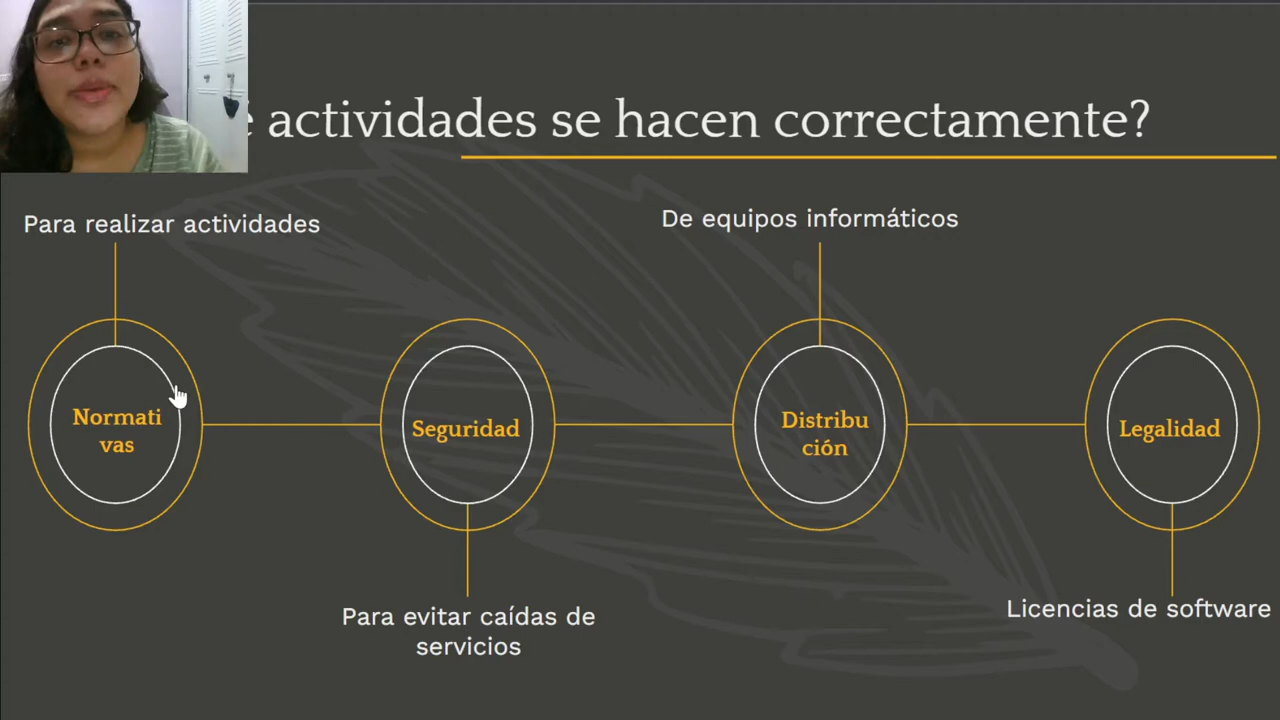 actividades se hacen correctamente?
Para realizar actividades
De equipos informáticos
Normati
vas
Seguridad
Distribu
ción
Legalidad
Para evitar caídas de
servicios
Licencias de software